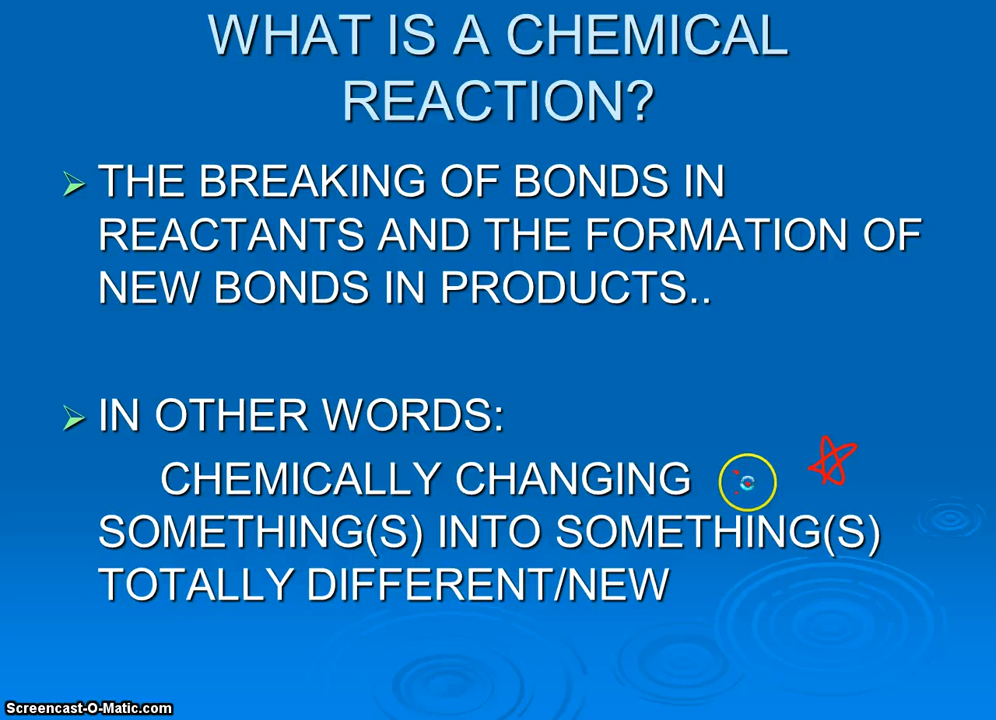 WHAT IS A CHEMICAL
REACTION?
THE BREAKING OF BONDS IN
REACTANTS AND THE FORMATION OF
NEW BONDS IN PRODUCTS..
IN OTHER WORDS:
CHEMICALLY CHANGING
SOMETHING(S) INTO SOMETHING(S)
TOTALLY DIFFERENT/NEW
Screencast-O-Matic.com